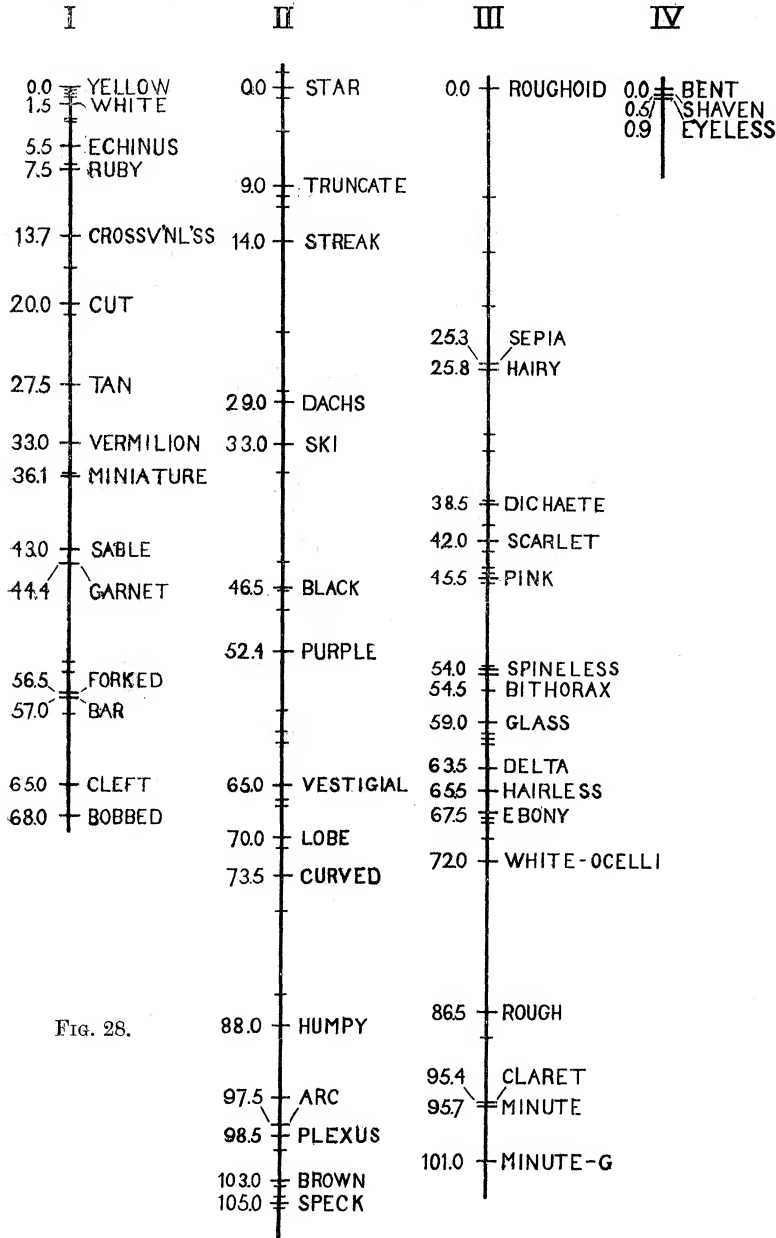 I II III IV
0.0 YELLOW
1.5 WHITE
5.5 ECHINUS
7.5 RUBY
13.7 CROSSV'NL'SS
20.0 CUT
27.5 TAN
33.0 VERMILION
36.1 MINIATURE
43.0 SABLE
44.4 GARNET
56.5 FORKED
57.0 BAR
65.0 CLEFT
68.0 BOBBED
0.0 STAR
9.0 TRUNCATE
14.0 STREAK
29.0 DACHS
33.0 SKI
46.5 BLACK
52.4 PURPLE
65.0 VESTIGIAL
70.0 LOBE
73.5 CURVED
88.0 HUMPY
97.5 ARC
98.5 PLEXUS
103.0 BROWN
105.0 SPECK
0.0 ROUGHOID
25.3 SEPIA
25.8 HAIRY
38.5 DICHAETE
42.0 SCARLET
45.5 PINK
54.0 SPINELESS
54.5 BITHORAX
59.0 GLASS
63.5 DELTA
65.5 HAIRLESS
67.5 EBONY
72.0 WHITE-OCELLI
86.5 ROUGH
95.4 CLARET
95.7 MINUTE
101.0 MINUTE-G
0.0 BENT
0.5 SHAVEN
0.9 EYELESS
FIG. 28.